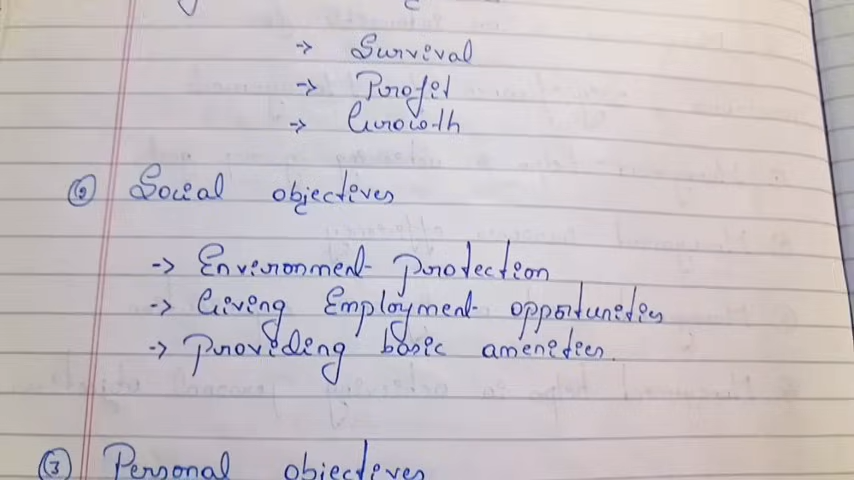 → Survival
→ Profit
→ Growth
② Social objectives
→ Environment protection
→ Giving Employment opportunities
→ Providing basic amenities.
③ Personal objectives